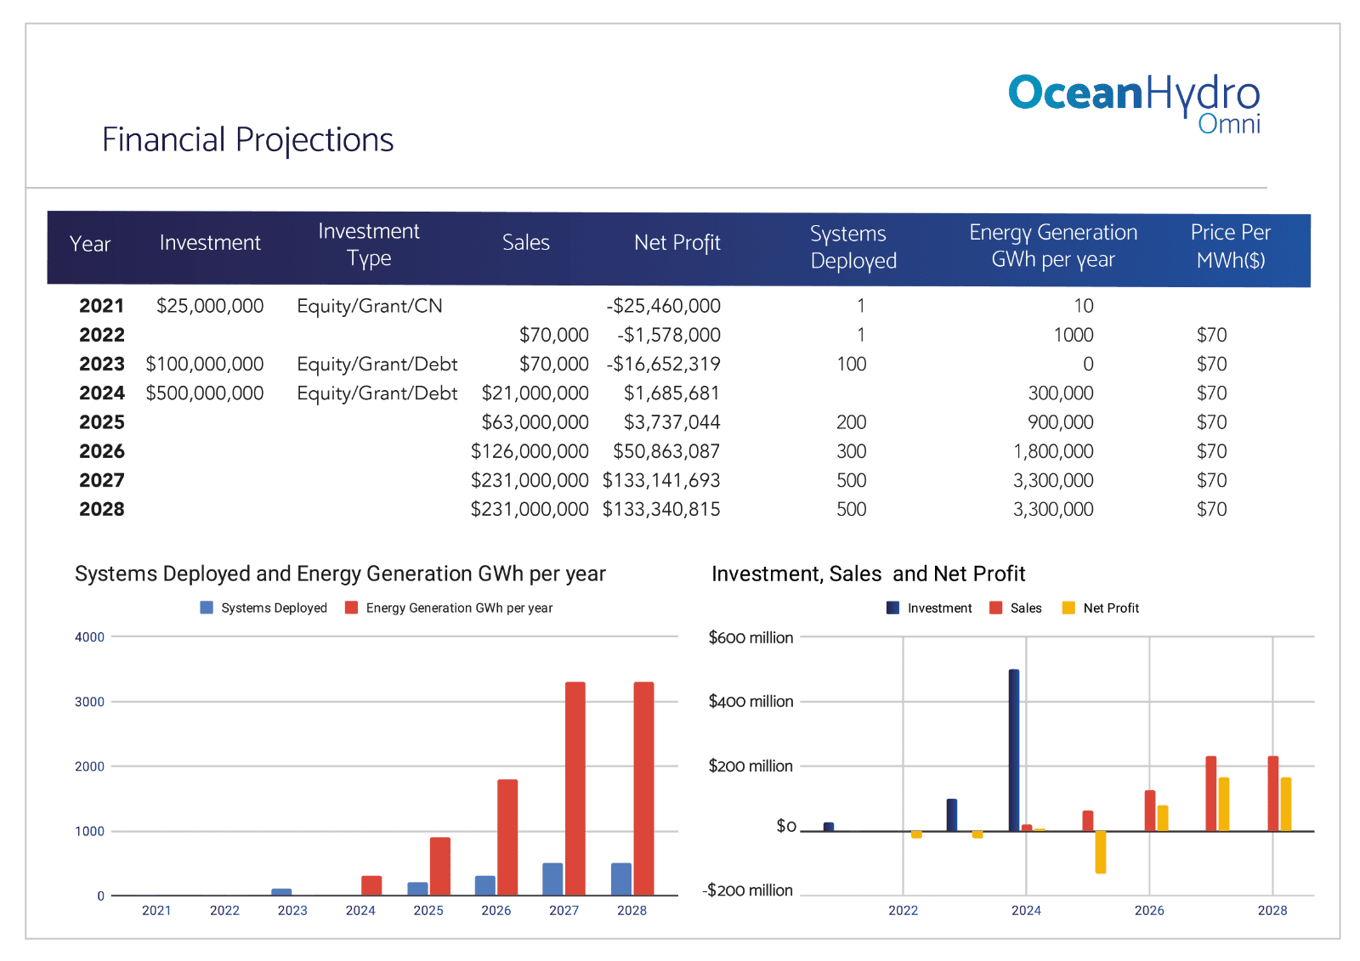 OceanHydro
Omni
Financial Projections
Year Investment Investment Type Sales Net Profit Systems Deployed Energy Generation GWh per year Price Per MWh($)
2021 $25,000,000 Equity/Grant/CN -$25,460,000 1 10
2022 $70,000 -$1,578,000 1 1000 $70
2023 $100,000,000 Equity/Grant/Debt $70,000 -$16,652,319 100 0 $70
2024 $500,000,000 Equity/Grant/Debt $21,000,000 $1,685,681 300,000 $70
2025 $63,000,000 $3,737,044 200 900,000 $70
2026 $126,000,000 $50,863,087 300 1,800,000 $70
2027 $231,000,000 $133,141,693 500 3,300,000 $70
2028 $231,000,000 $133,340,815 500 3,300,000 $70
Systems Deployed and Energy Generation GWh per year
Systems Deployed Energy Generation GWh per year
4000
3000
2000
1000
0
2021 2022 2023 2024 2025 2026 2027 2028
Investment, Sales and Net Profit
Investment Sales Net Profit
$600 million
$400 million
$200 million
$0
-$200 million
2022 2024 2026 2028